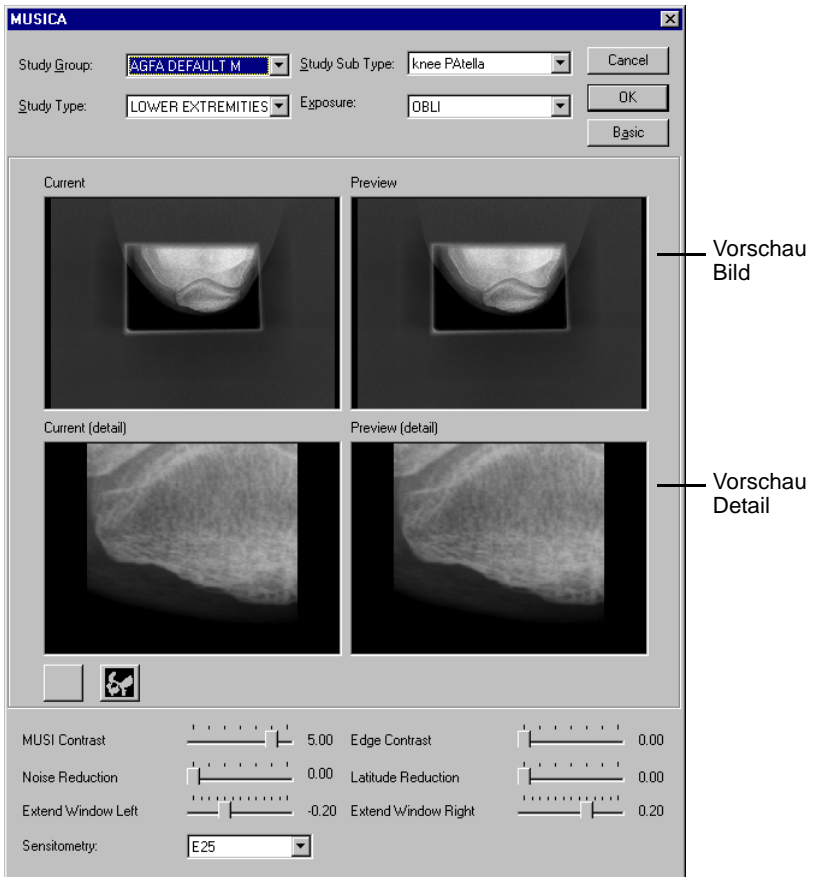 MUSICA
Study Group: AGFA DEFAULT M Study Sub Type: knee PAtella Cancel
Study Type: LOWER EXTREMITIES Exposure: OBLI OK
Basic
Current Preview
Vorschau
Bild
Current (detail) Preview (detail)
Vorschau
Detail
MUSI Contrast 5.00 Edge Contrast 0.00
Noise Reduction 0.00 Latitude Reduction 0.00
Extend Window Left -0.20 Extend Window Right 0.20
Sensitometry: E25